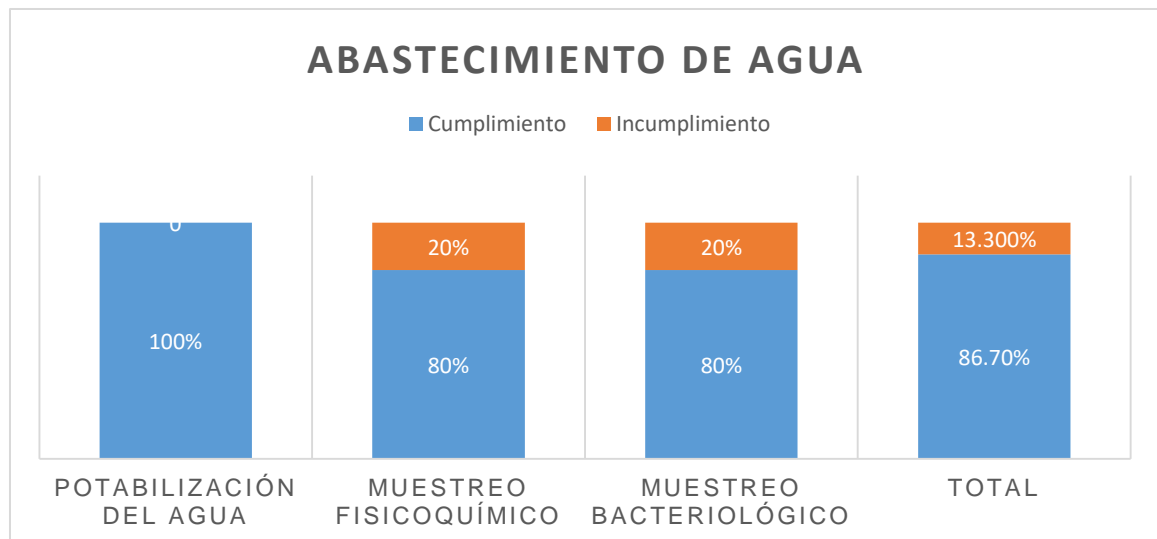 ABASTECIMIENTO DE AGUA
Cumplimiento Incumplimiento
0
20%
20%
13.300%
100%
80%
80%
86.70%
POTABILIZACIÓN DEL AGUA
MUESTREO FISICOQUÍMICO
MUESTREO BACTERIOLÓGICO
TOTAL